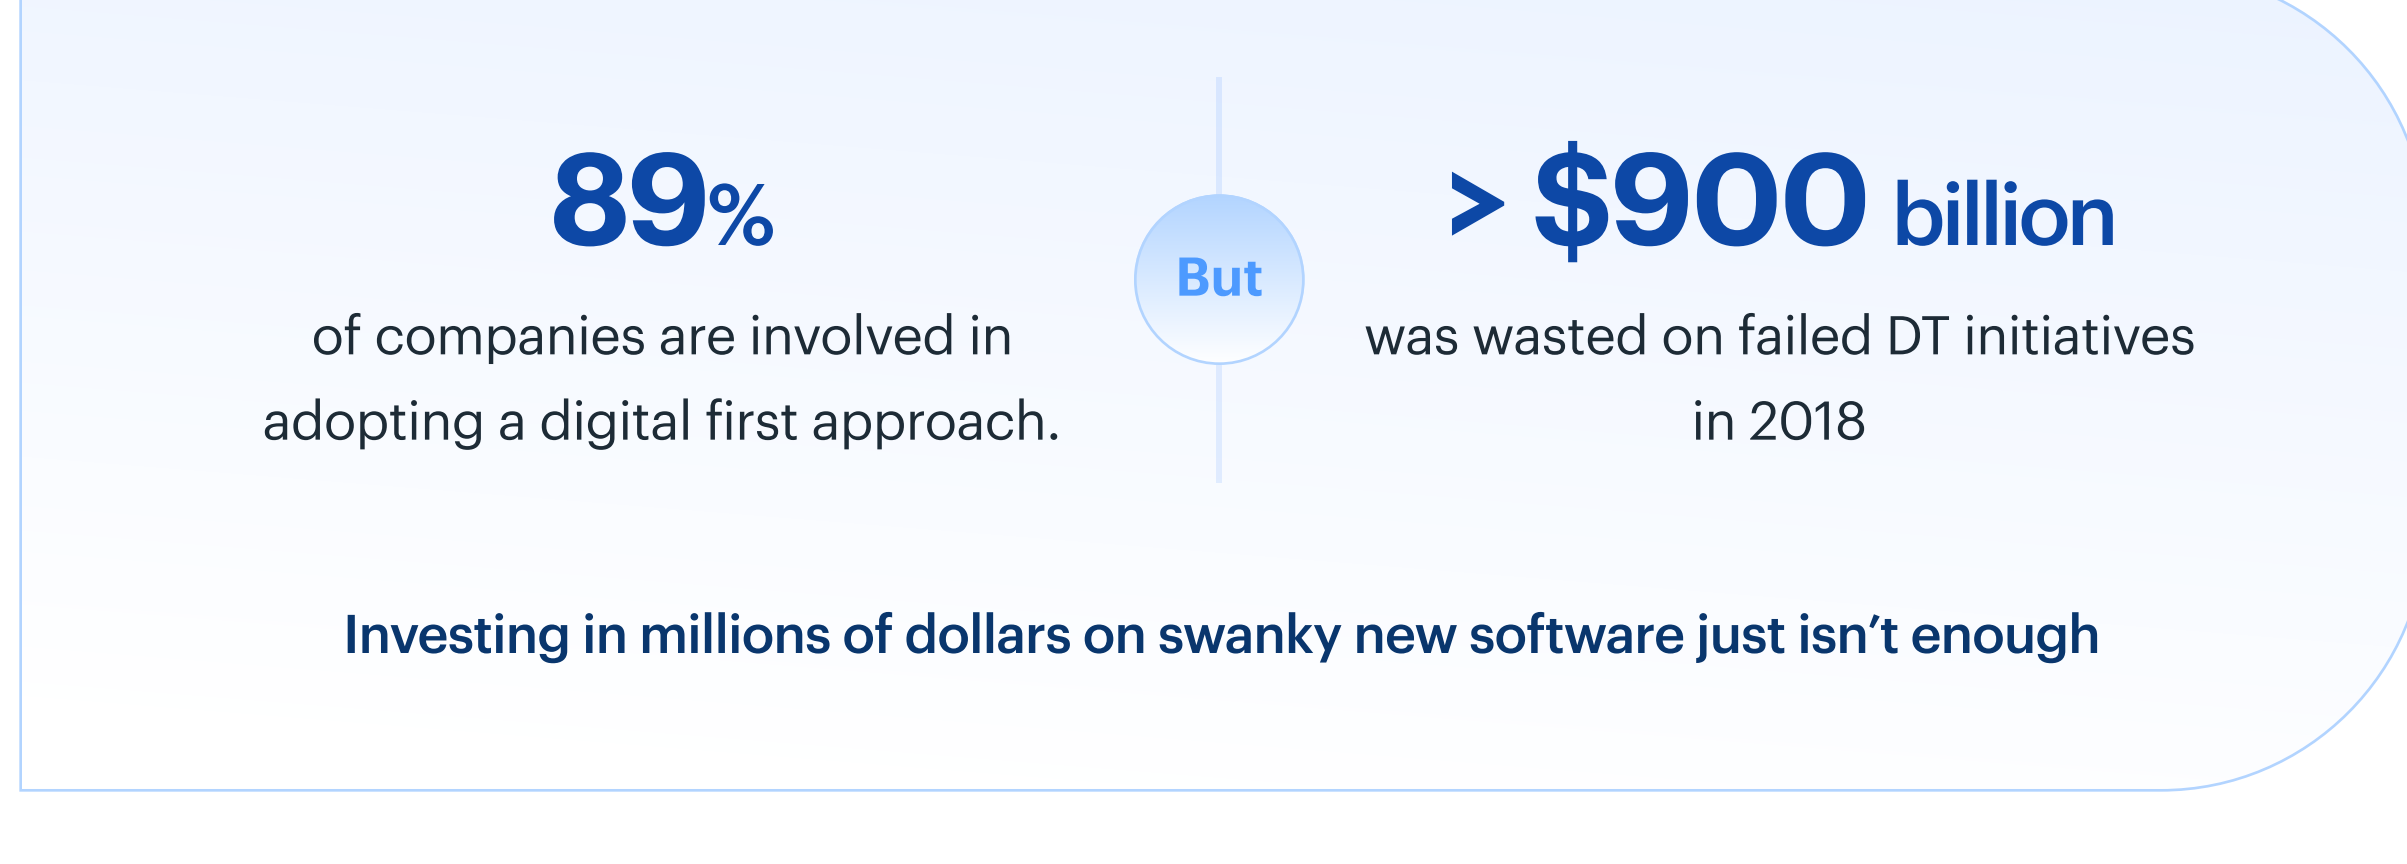 89%
of companies are involved in
adopting a digital first approach.
But
> $900 billion
was wasted on failed DT initiatives
in 2018
Investing in millions of dollars on swanky new software just isn’t enough